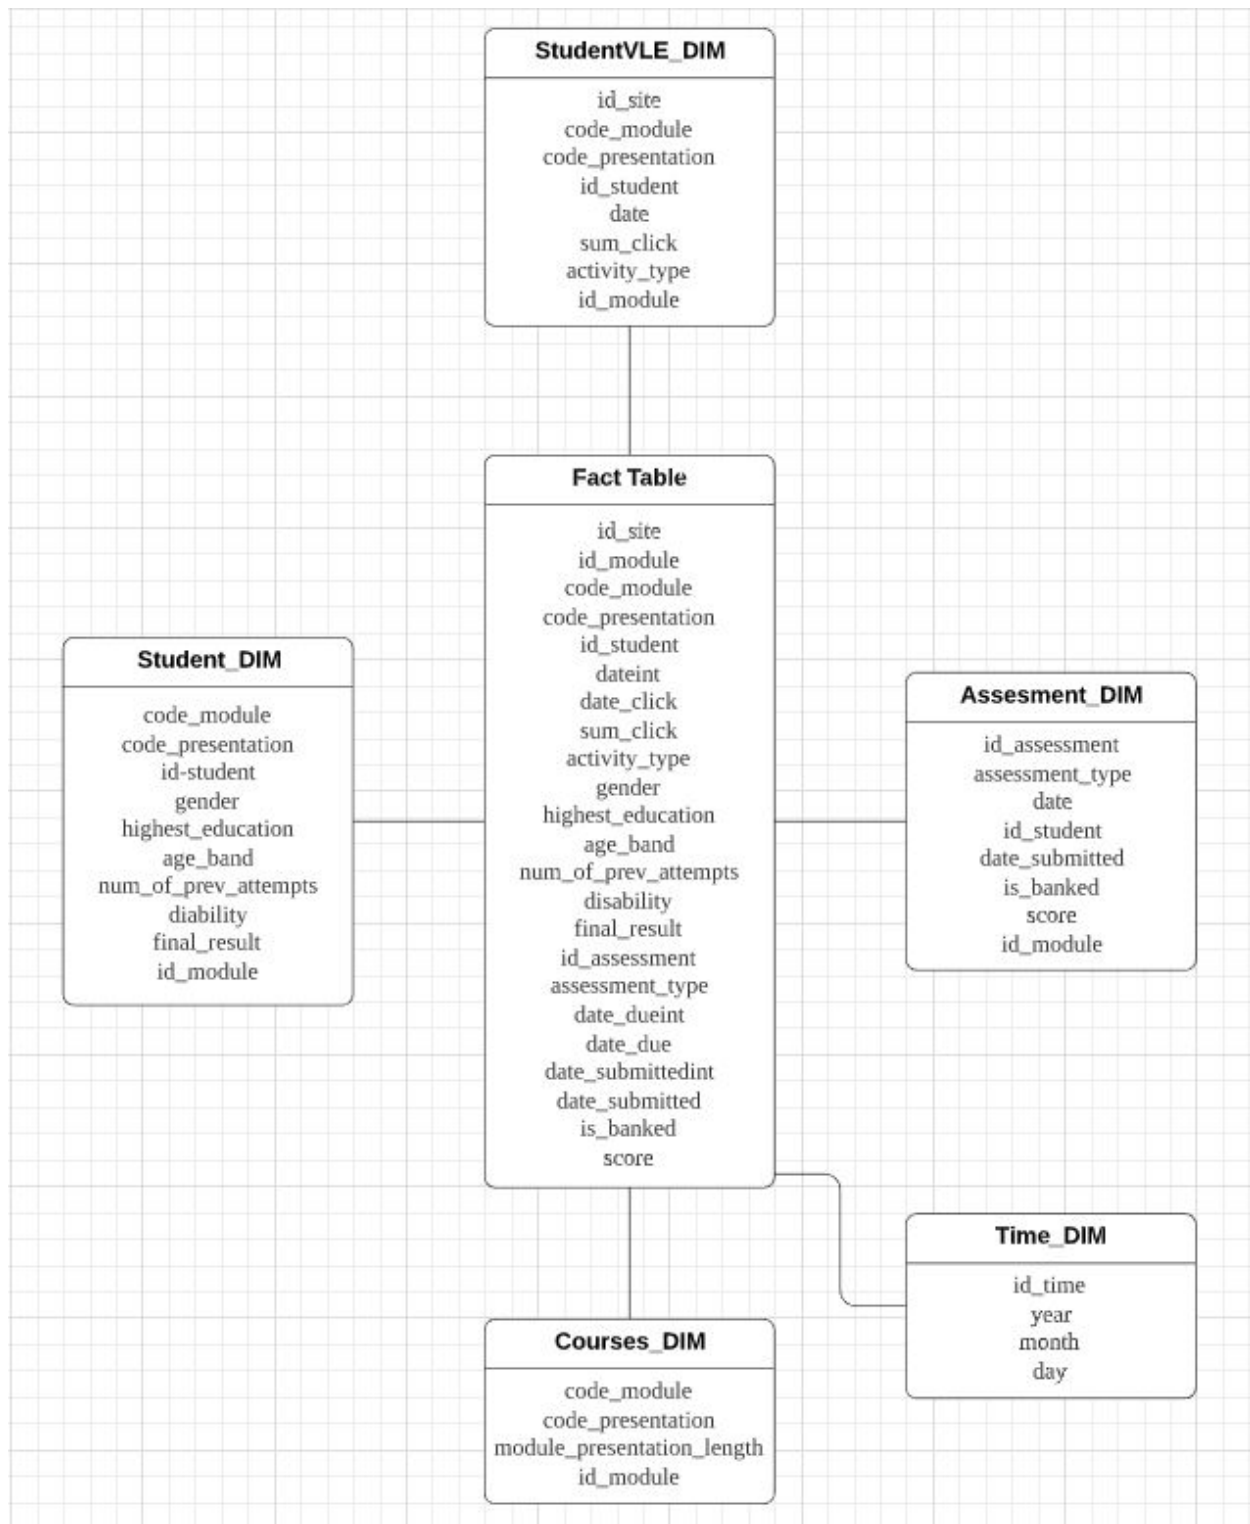 StudentVLE_DIM
id_site
code_module
code_presentation
id_student
date
sum_click
activity_type
id_module
Fact Table
id_site
id_module
code_module
code_presentation
id_student
dateint
date_click
sum_click
activity_type
gender
highest_education
age_band
num_of_prev_attempts
disability
final_result
id_assessment
assessment_type
date_dueint
date_due
date_submittedint
date_submitted
is_banked
score
Student_DIM
code_module
code_presentation
id-student
gender
highest_education
age_band
num_of_prev_attempts
diability
final_result
id_module
Assesment_DIM
id_assessment
assessment_type
date
id_student
date_submitted
is_banked
score
id_module
Time_DIM
id_time
year
month
day
Courses_DIM
code_module
code_presentation
module_presentation_length
id_module